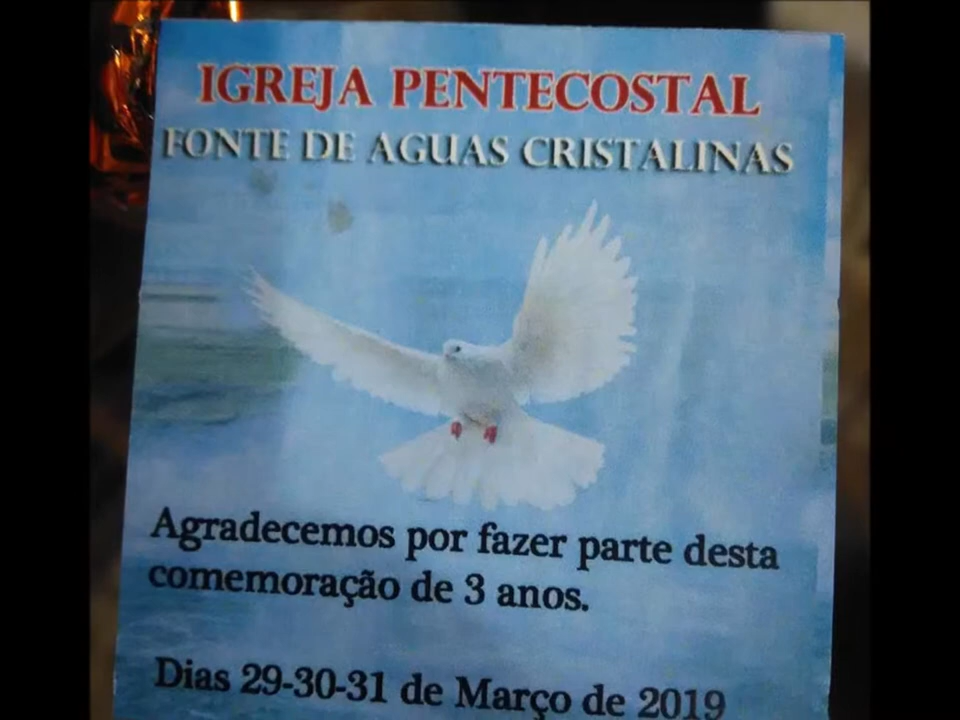 IGREJA PENTECOSTAL
FONTE DE AGUAS CRISTALINAS
Agradecemos por fazer parte desta
comemoração de 3 anos.
Dias 29-30-31 de Março de 2019